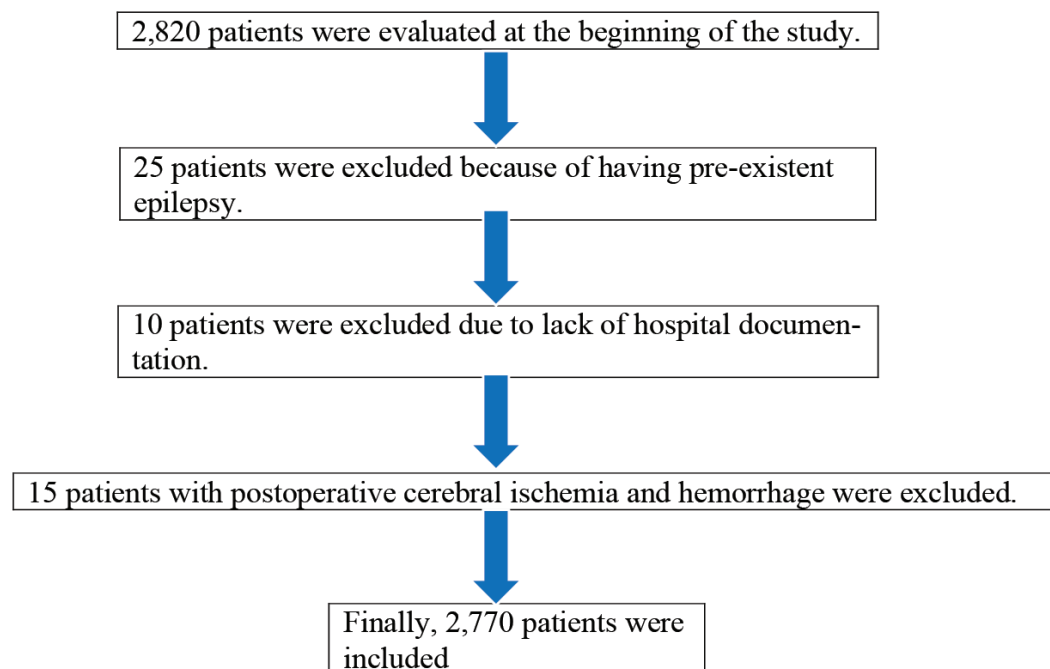 2,820 patients were evaluated at the beginning of the study.
25 patients were excluded because of having pre-existent
epilepsy.
10 patients were excluded due to lack of hospital documen-
tation.
15 patients with postoperative cerebral ischemia and hemorrhage were excluded.
Finally, 2,770 patients were
included